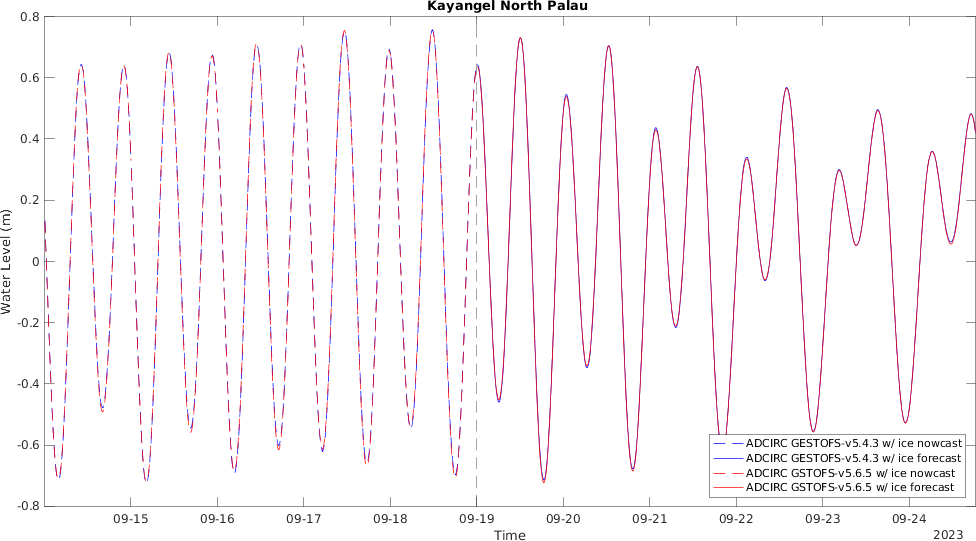 Kayangel North Palau
0.8
0.6
0.4
0.2
0
-0.2
-0.4
-0.6
-0.8
Water Level (m)
ADCIRC GESTOFS-v5.4.3 w/ ice nowcast
ADCIRC GESTOFS-v5.4.3 w/ ice forecast
ADCIRC GSTOFS-v5.6.5 w/ ice nowcast
ADCIRC GSTOFS-v5.6.5 w/ ice forecast
09-15 09-16 09-17 09-18 09-19 09-20 09-21 09-22 09-23 09-24
Time
2023